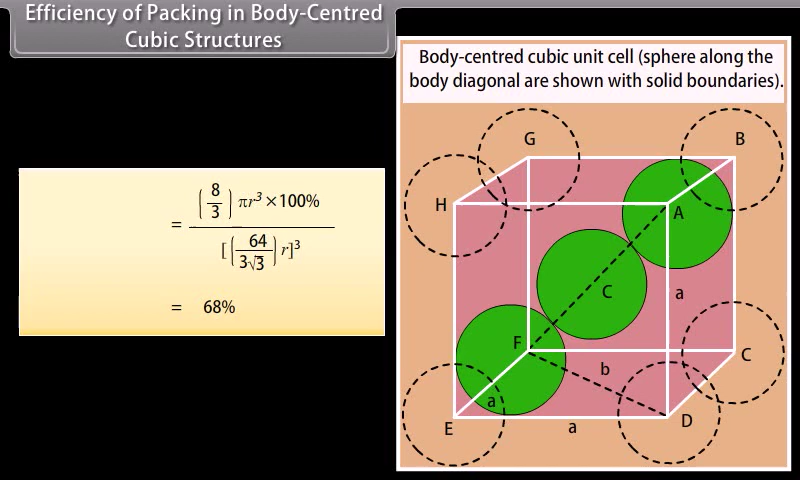 Efficiency of Packing in Body-Centred
Cubic Structures
Body-centred cubic unit cell (sphere along the
body diagonal are shown with solid boundaries).
= (8/3) πr³ × 100% / [(64/3√3) r]³
= 68%
G
B
H
A
C
a
F
C
b
a
E
a
D